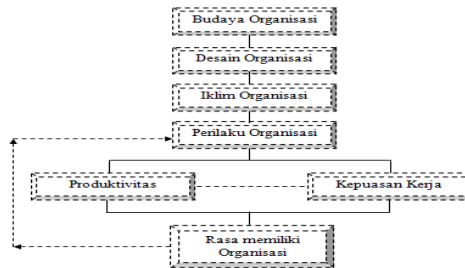 Budaya Organisasi
Desain Organisasi
Iklim Organisasi
Perilaku Organisasi
Produktivitas
Kepuasan Kerja
Rasa memiliki
Organisasi